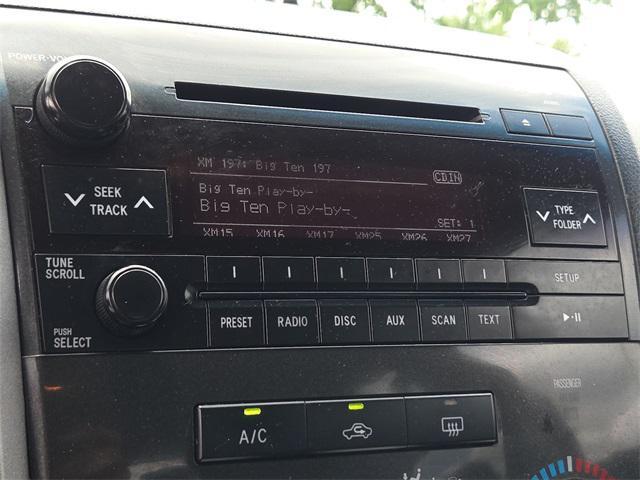 POWER·VOL
XM 197: Big Ten 197
CD IN
Big Ten Play-by-
Big Ten Play-by-
SET: 1
XM15 XM16 XM17 XM25 XM26 XM27
SEEK
TRACK
TYPE
FOLDER
TUNE
SCROLL
SETUP
PUSH
SELECT
PRESET RADIO DISC AUX SCAN TEXT
PASSENGER
A/C